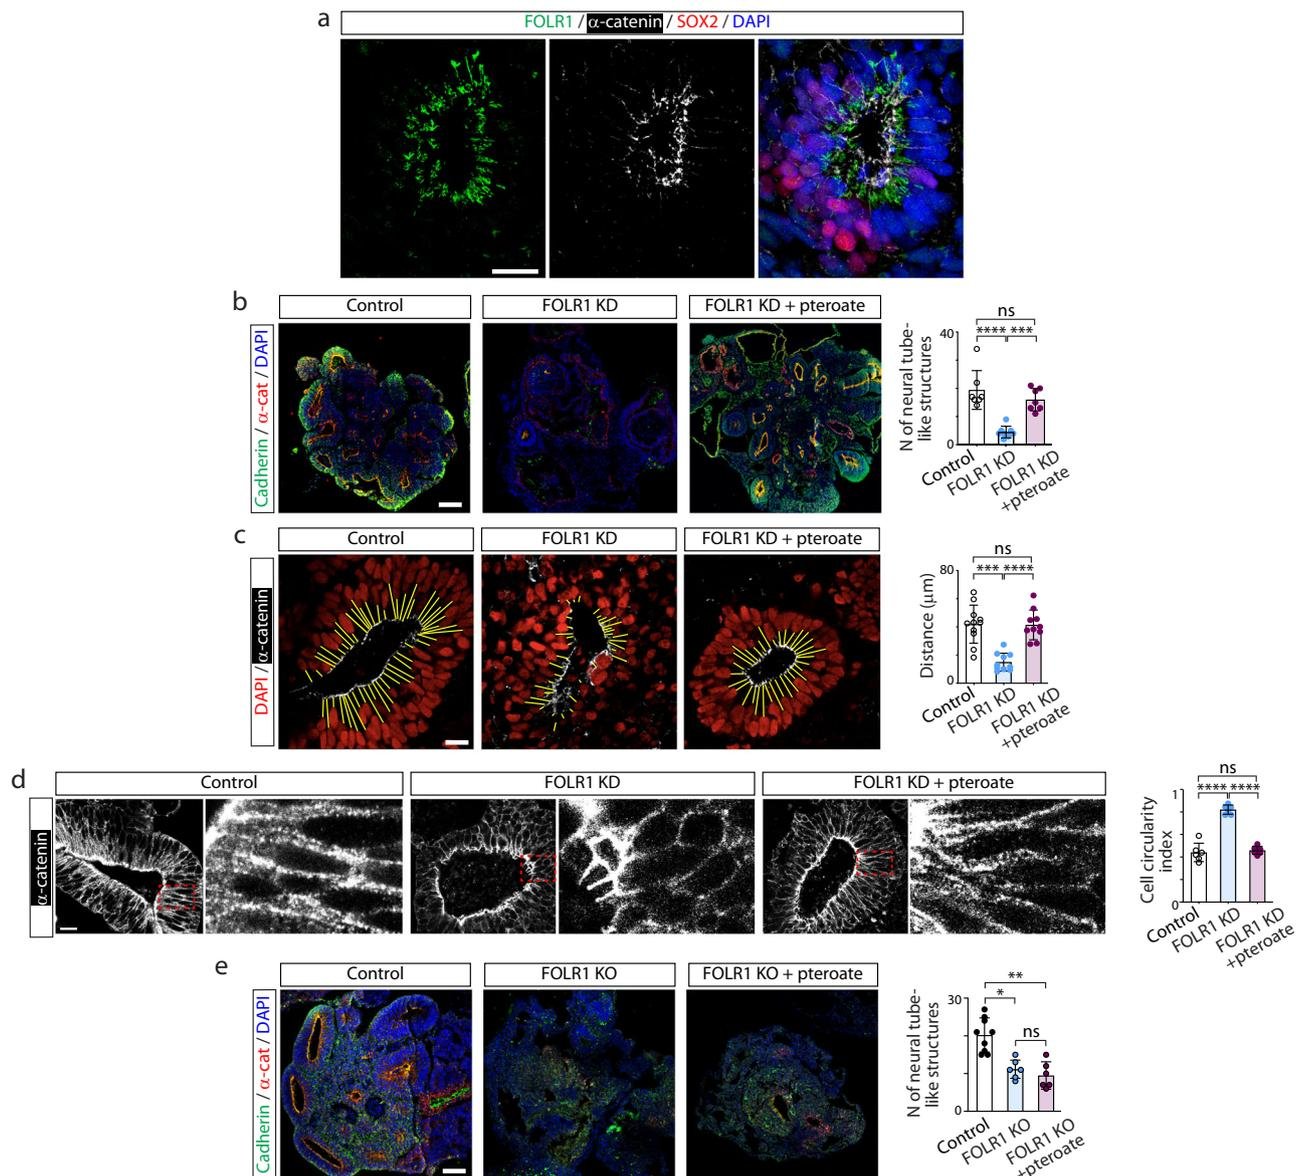 a
FOLR1 / α-catenin / SOX2 / DAPI
b
Control
FOLR1 KD
FOLR1 KD + pteroate
Cadherin / α-cat / DAPI
N of neural tube-
like structures
40
0
ns
**** ***
Control
FOLR1 KD
FOLR1 KD
+pteroate
c
Control
FOLR1 KD
FOLR1 KD + pteroate
DAPI / α-catenin
Distance (μm)
80
0
ns
*** ****
Control
FOLR1 KD
FOLR1 KD
+pteroate
d
Control
FOLR1 KD
FOLR1 KD + pteroate
α-catenin
Cell circularity
index
1
0
ns
**** ****
Control
FOLR1 KD
FOLR1 KD
+pteroate
e
Control
FOLR1 KO
FOLR1 KO + pteroate
Cadherin / α-cat / DAPI
N of neural tube-
like structures
30
0
**
*
ns
Control
FOLR1 KO
FOLR1 KO
+pteroate